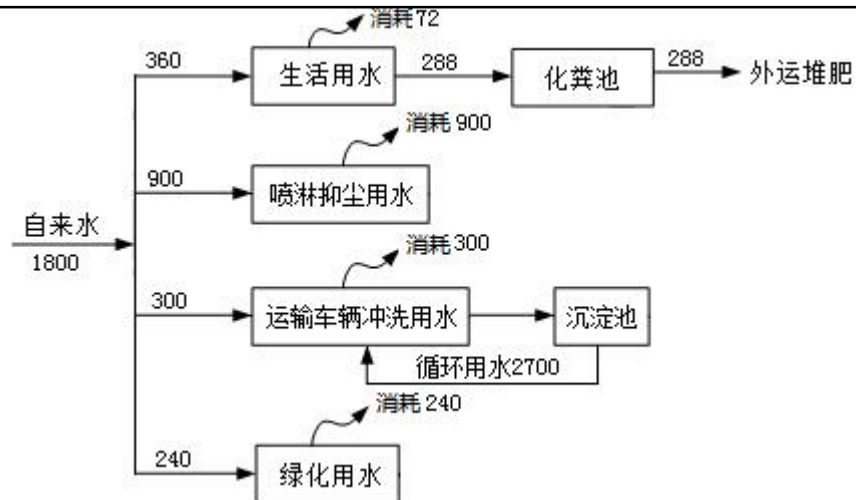 消耗72
360
生活用水
288
化粪池
288
外运堆肥
消耗900
900
喷淋抑尘用水
自来水
1800
消耗300
300
运输车辆冲洗用水
沉淀池
循环用水2700
消耗240
240
绿化用水